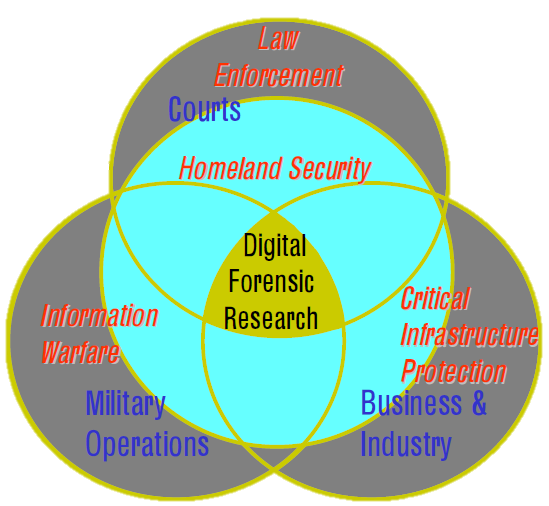 Law
Enforcement
Courts
Homeland Security
Digital
Forensic
Research
Information
Warfare
Military
Operations
Critical
Infrastructure
Protection
Business &
Industry